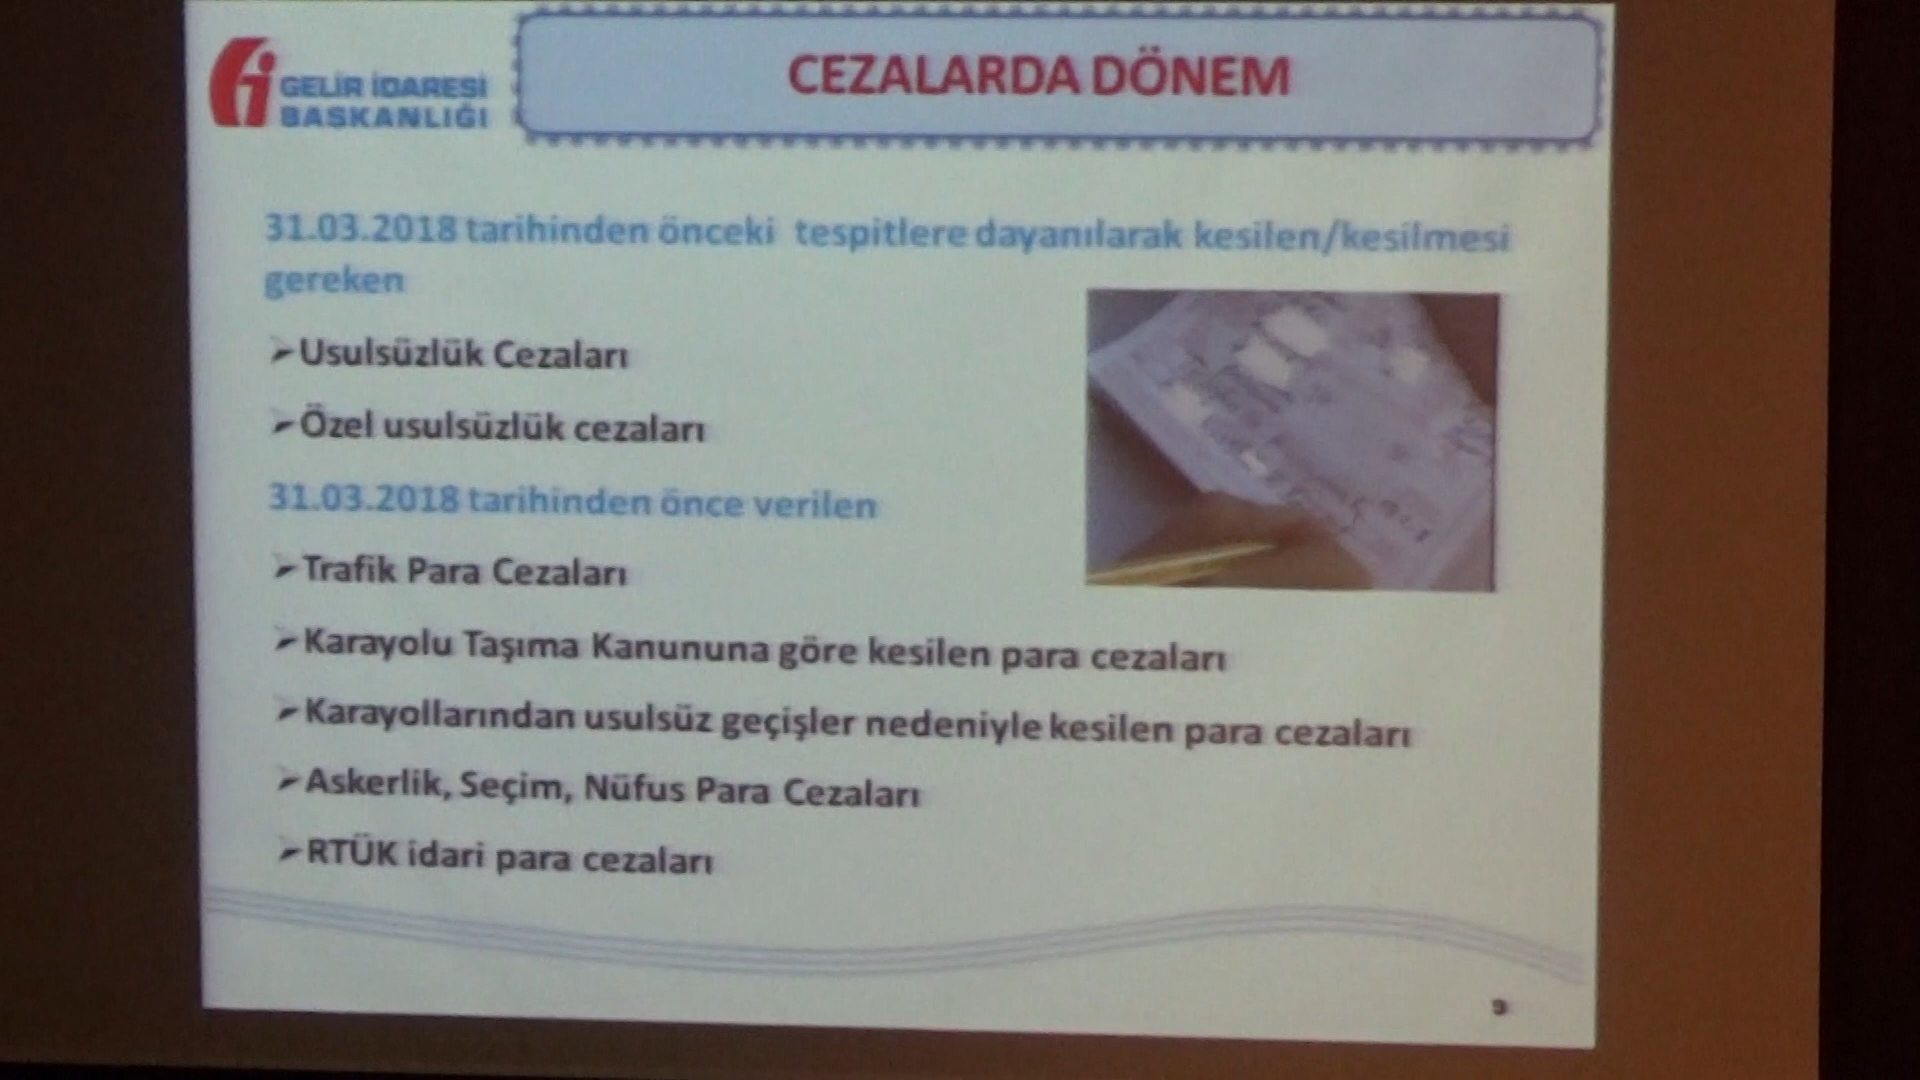 GELİR İDARESİ
BAŞKANLIĞI
CEZALARDA DÖNEM
31.03.2018 tarihinden önceki tespitlere dayanılarak kesilen/kesilmesi
gereken
➢Usulsüzlük Cezaları
➢Özel usulsüzlük cezaları
31.03.2018 tarihinden önce verilen
➢Trafik Para Cezaları
➢Karayolu Taşıma Kanununa göre kesilen para cezaları
➢Karayollarından usulsüz geçişler nedeniyle kesilen para cezaları
➢Askerlik, Seçim, Nüfus Para Cezaları
➢RTÜK idari para cezaları
9